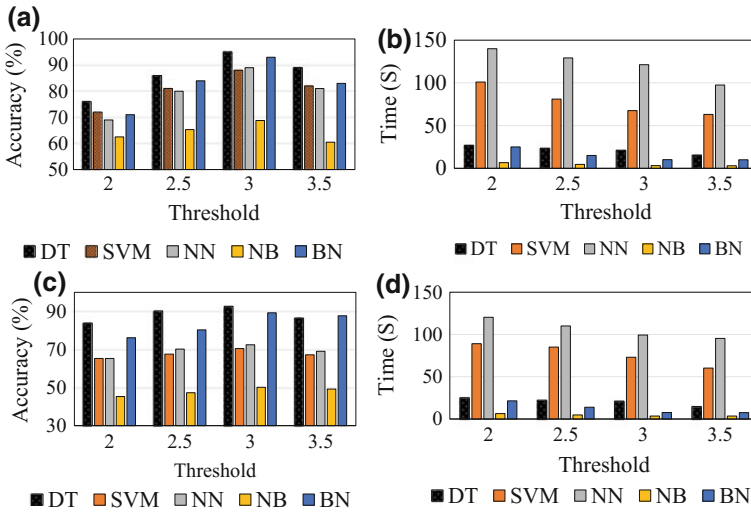 (a)
Accuracy (%)
100
90
80
70
60
50
2 2.5 3 3.5
Threshold
DT SVM NN NB BN
(b)
Time (S)
150
100
50
0
2 2.5 3 3.5
Threshold
DT SVM NN NB BN
(c)
Accuracy (%)
90
70
50
30
2 2.5 3 3.5
Threshold
DT SVM NN NB BN
(d)
Time (S)
150
100
50
0
2 2.5 3 3.5
Threshold
DT SVM NN NB BN